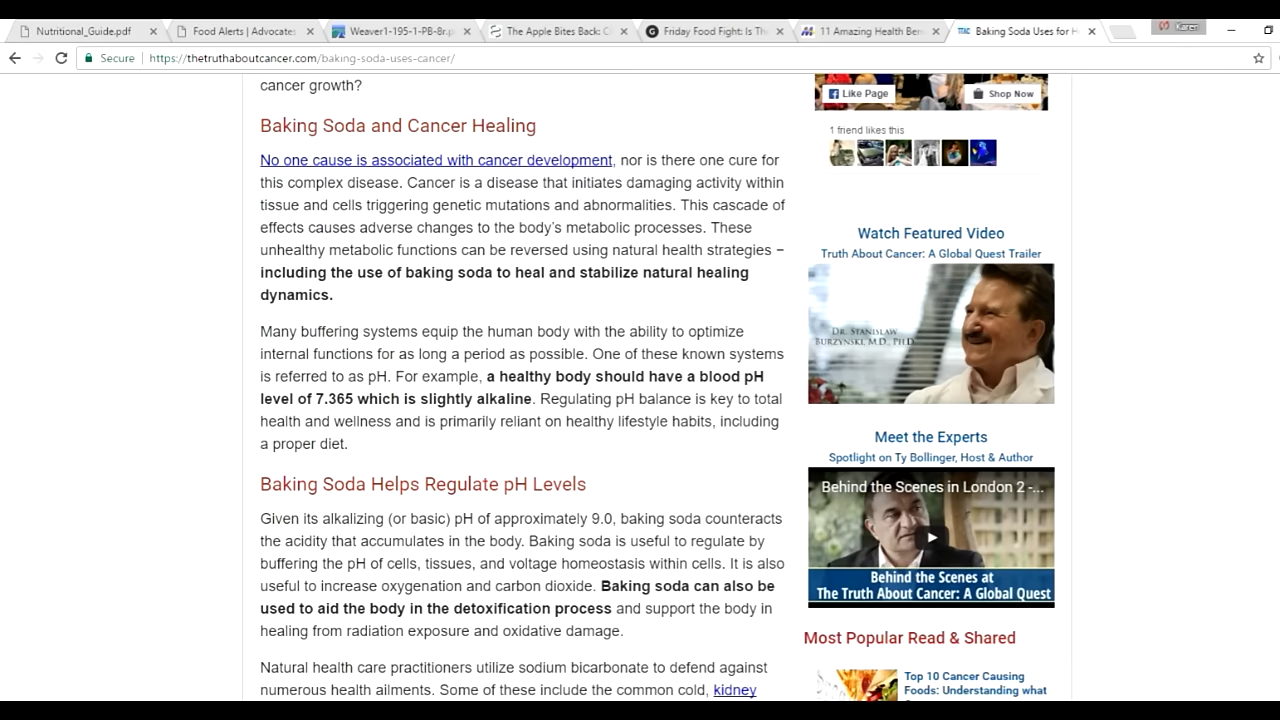 Nutritional_Guide.pdf
Food Alerts | Advocates
Weaver1-195-1-PB-Br.p
The Apple Bites Back: C
Friday Food Fight: Is Th
11 Amazing Health Ben
Baking Soda Uses for H
Karen
Secure
https://thetruthaboutcancer.com/baking-soda-uses-cancer/
cancer growth?
Baking Soda and Cancer Healing
No one cause is associated with cancer development, nor is there one cure for
this complex disease. Cancer is a disease that initiates damaging activity within
tissue and cells triggering genetic mutations and abnormalities. This cascade of
effects causes adverse changes to the body’s metabolic processes. These
unhealthy metabolic functions can be reversed using natural health strategies –
including the use of baking soda to heal and stabilize natural healing
dynamics.
Many buffering systems equip the human body with the ability to optimize
internal functions for as long a period as possible. One of these known systems
is referred to as pH. For example, a healthy body should have a blood pH
level of 7.365 which is slightly alkaline. Regulating pH balance is key to total
health and wellness and is primarily reliant on healthy lifestyle habits, including
a proper diet.
Baking Soda Helps Regulate pH Levels
Given its alkalizing (or basic) pH of approximately 9.0, baking soda counteracts
the acidity that accumulates in the body. Baking soda is useful to regulate by
buffering the pH of cells, tissues, and voltage homeostasis within cells. It is also
useful to increase oxygenation and carbon dioxide. Baking soda can also be
used to aid the body in the detoxification process and support the body in
healing from radiation exposure and oxidative damage.
Natural health care practitioners utilize sodium bicarbonate to defend against
numerous health ailments. Some of these include the common cold, kidney
Like Page
Shop Now
1 friend likes this
Watch Featured Video
Truth About Cancer: A Global Quest Trailer
DR. STANISLAW
BURZYNSKI, M.D., PH.D.
Meet the Experts
Spotlight on Ty Bollinger, Host & Author
Behind the Scenes in London 2 -...
Behind the Scenes at
The Truth About Cancer: A Global Quest
Most Popular Read & Shared
Top 10 Cancer Causing
Foods: Understanding what